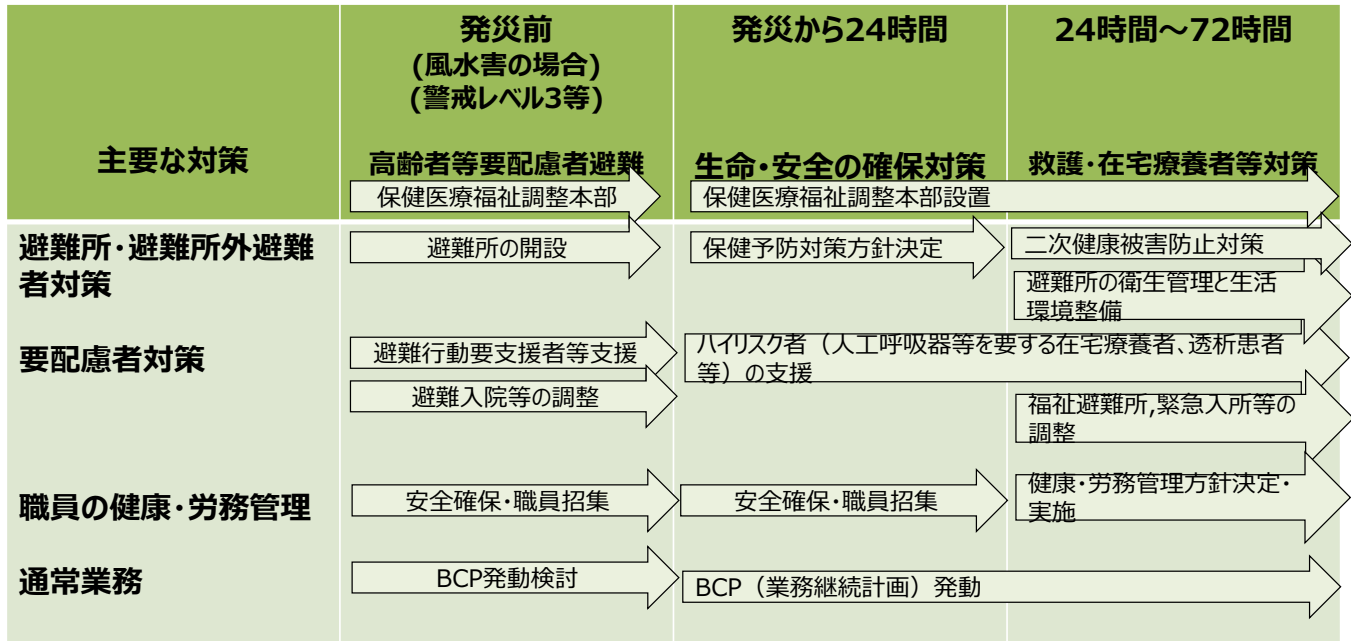 主要な対策
発災前
(風水害の場合)
(警戒レベル3等)
高齢者等要配慮者避難
発災から24時間
生命・安全の確保対策
24時間～72時間
救護・在宅療養者等対策
保健医療福祉調整本部
保健医療福祉調整本部設置
避難所・避難所外避難
者対策
避難所の開設
保健予防対策方針決定
二次健康被害防止対策
避難所の衛生管理と生活
環境整備
要配慮者対策
避難行動要支援者等支援
ハイリスク者（人工呼吸器等を要する在宅療養者、透析患者
等）の支援
避難入院等の調整
福祉避難所,緊急入所等の
調整
職員の健康・労務管理
安全確保・職員招集
安全確保・職員招集
健康・労務管理方針決定・
実施
通常業務
BCP発動検討
BCP（業務継続計画）発動